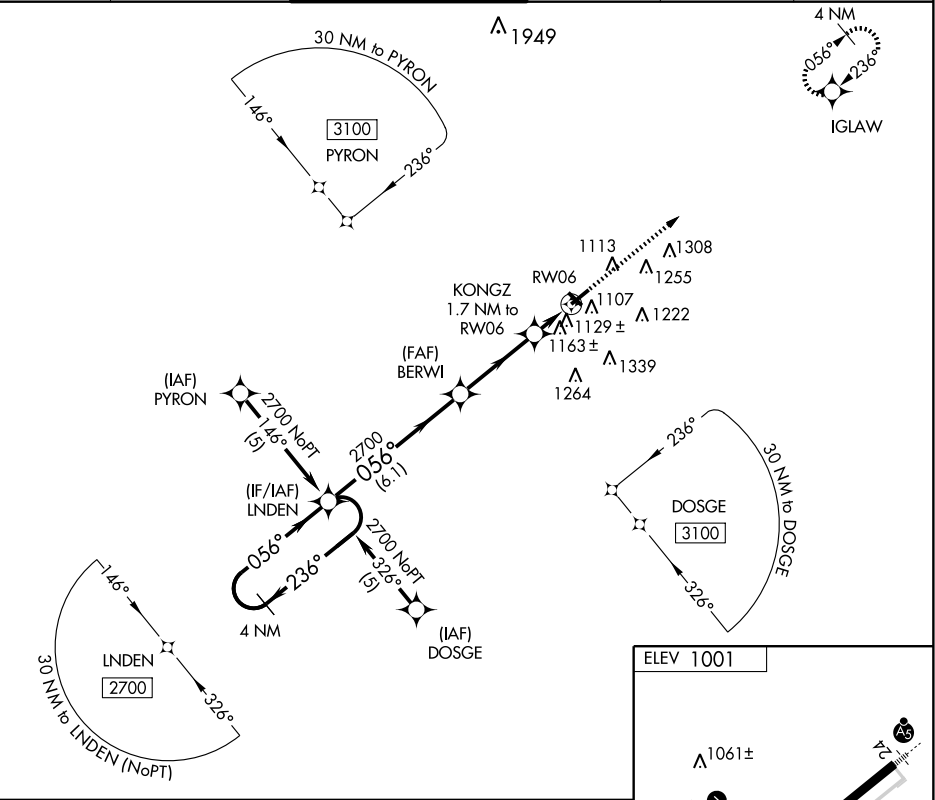 1949
4 NM
056°
236°
IGLAW
30 NM to PYRON
146°
3100
PYRON
236°
1113
1308
RW06
1255
KONGZ
1.7 NM to
RW06
1107
1222
1129 ±
1163 ±
1339
1264
(FAF)
BERWI
(IAF)
PYRON
2700 NoPT
146°
(5)
2700
056°
(6.1)
(IF/IAF)
LNDEN
056°
236°
4 NM
2700 NoPT
326°
(5)
(IAF)
DOSGE
236°
30 NM to DOSGE
DOSGE
3100
326°
146°
LNDEN
2700
326°
30 NM to LNDEN (NoPT)
ELEV 1001
1061±
24
A5